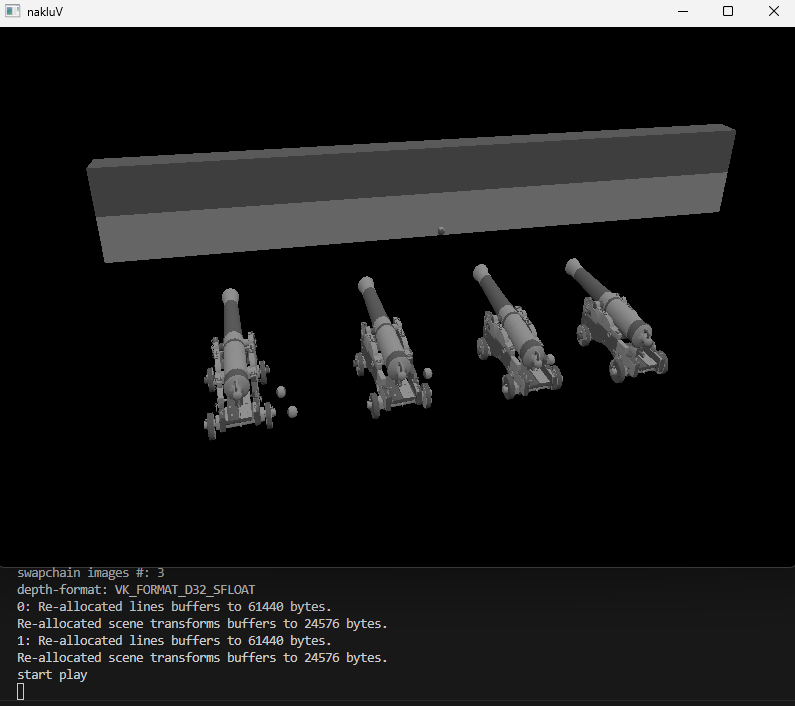 nakluV
swapchain images #: 3
depth-format: VK_FORMAT_D32_SFLOAT
0: Re-allocated lines buffers to 61440 bytes.
Re-allocated scene transforms buffers to 24576 bytes.
1: Re-allocated lines buffers to 61440 bytes.
Re-allocated scene transforms buffers to 24576 bytes.
start play